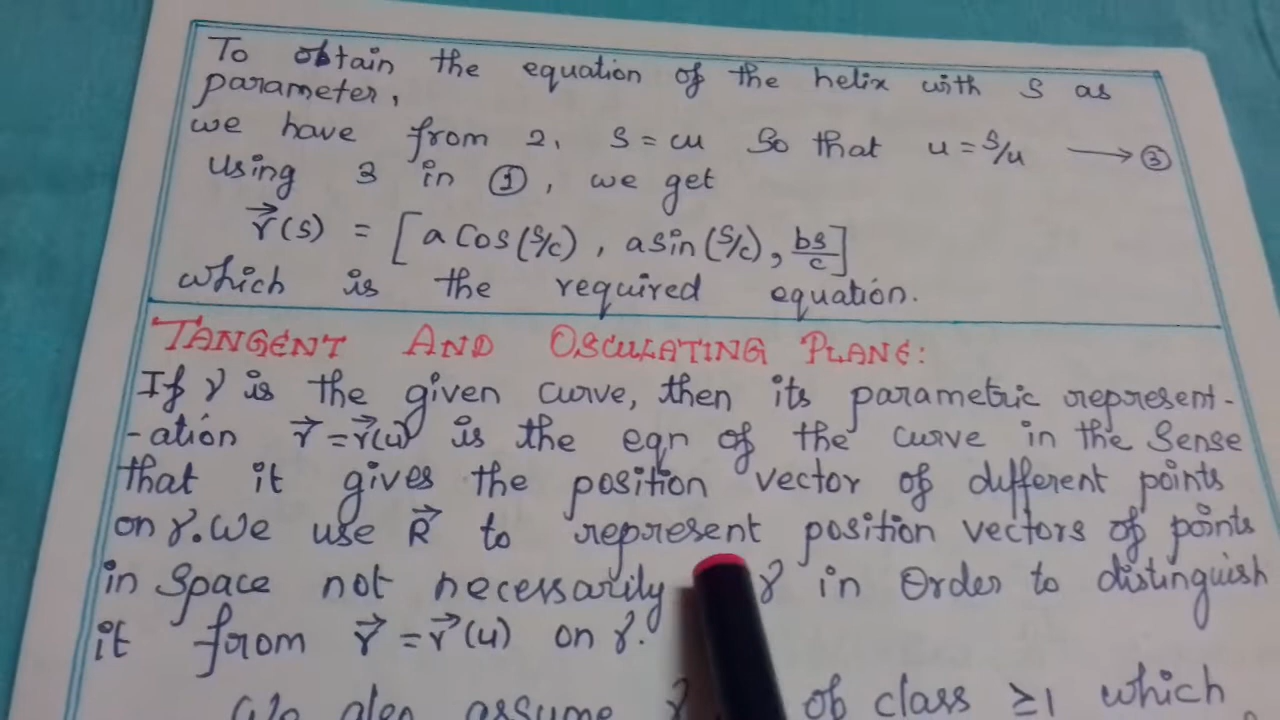 To obtain the equation of the helix with S as
parameter,
we have from 2, S = cu So that u = S/u ⟶ ③
using 3 in ①, we get
r⃗(s) = [a Cos(S/c), a sin(S/c), bs/c]
which is the required equation.
TANGENT AND OSCULATING PLANE:
If γ is the given curve, then its parametric represent-
-ation r⃗ = r⃗(u) is the eqn of the curve in the Sense
that it gives the position vector of different points
on γ. We use R⃗ to represent position vectors of points
in Space not necessarily γ in Order to distinguish
it from r⃗ = r⃗(u) on γ.
We also assume γ of class ≥1 which